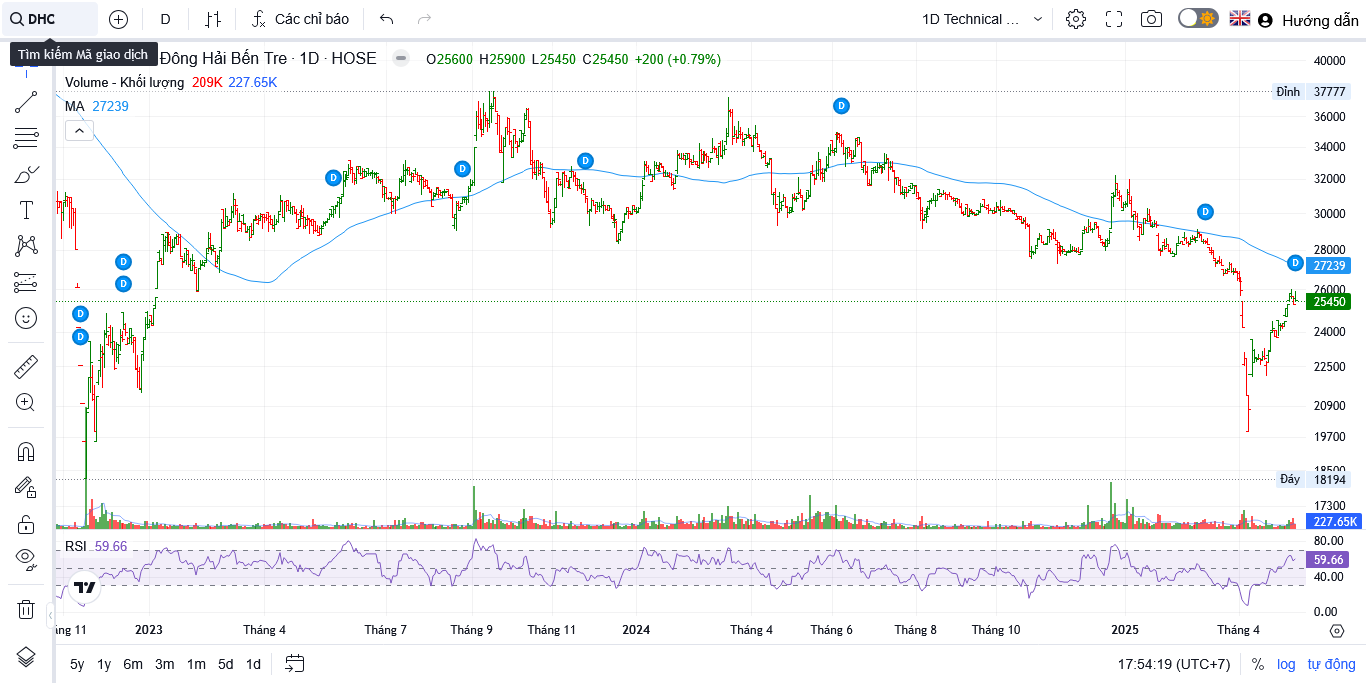 DHC
D
Các chỉ báo
1D Technical ...
Hướng dẫn
Tìm kiếm Mã giao dịch
Đông Hải Bến Tre · 1D · HOSE
O25600 H25900 L25450 C25450 +200 (+0.79%)
Volume - Khối lượng 209K 227.65K
MA 27239
40000
Đỉnh 37777
36000
34000
32000
30000
28000
27239
26000
25450
24000
22500
20900
19700
18500
Đáy 18194
17300
227.65K
D
D
D
D
D
D
D
D
D
D
RSI 59.66
80.00
59.66
40.00
0.00
ng 11
2023
Tháng 4
Tháng 7
Tháng 9
Tháng 11
2024
Tháng 4
Tháng 6
Tháng 8
Tháng 10
2025
Tháng 4
5y 1y 6m 3m 1m 5d 1d
17:54:19 (UTC+7)
%
log
tự động